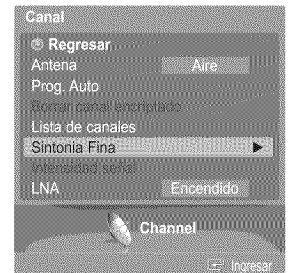 Canal
Regresar
Antena Aire
Prog. Auto
Borrar canal encriptado
Lista de canales
Sintonia Fina
Intensidad señal
LNA Encendido
Channel
Ingresar